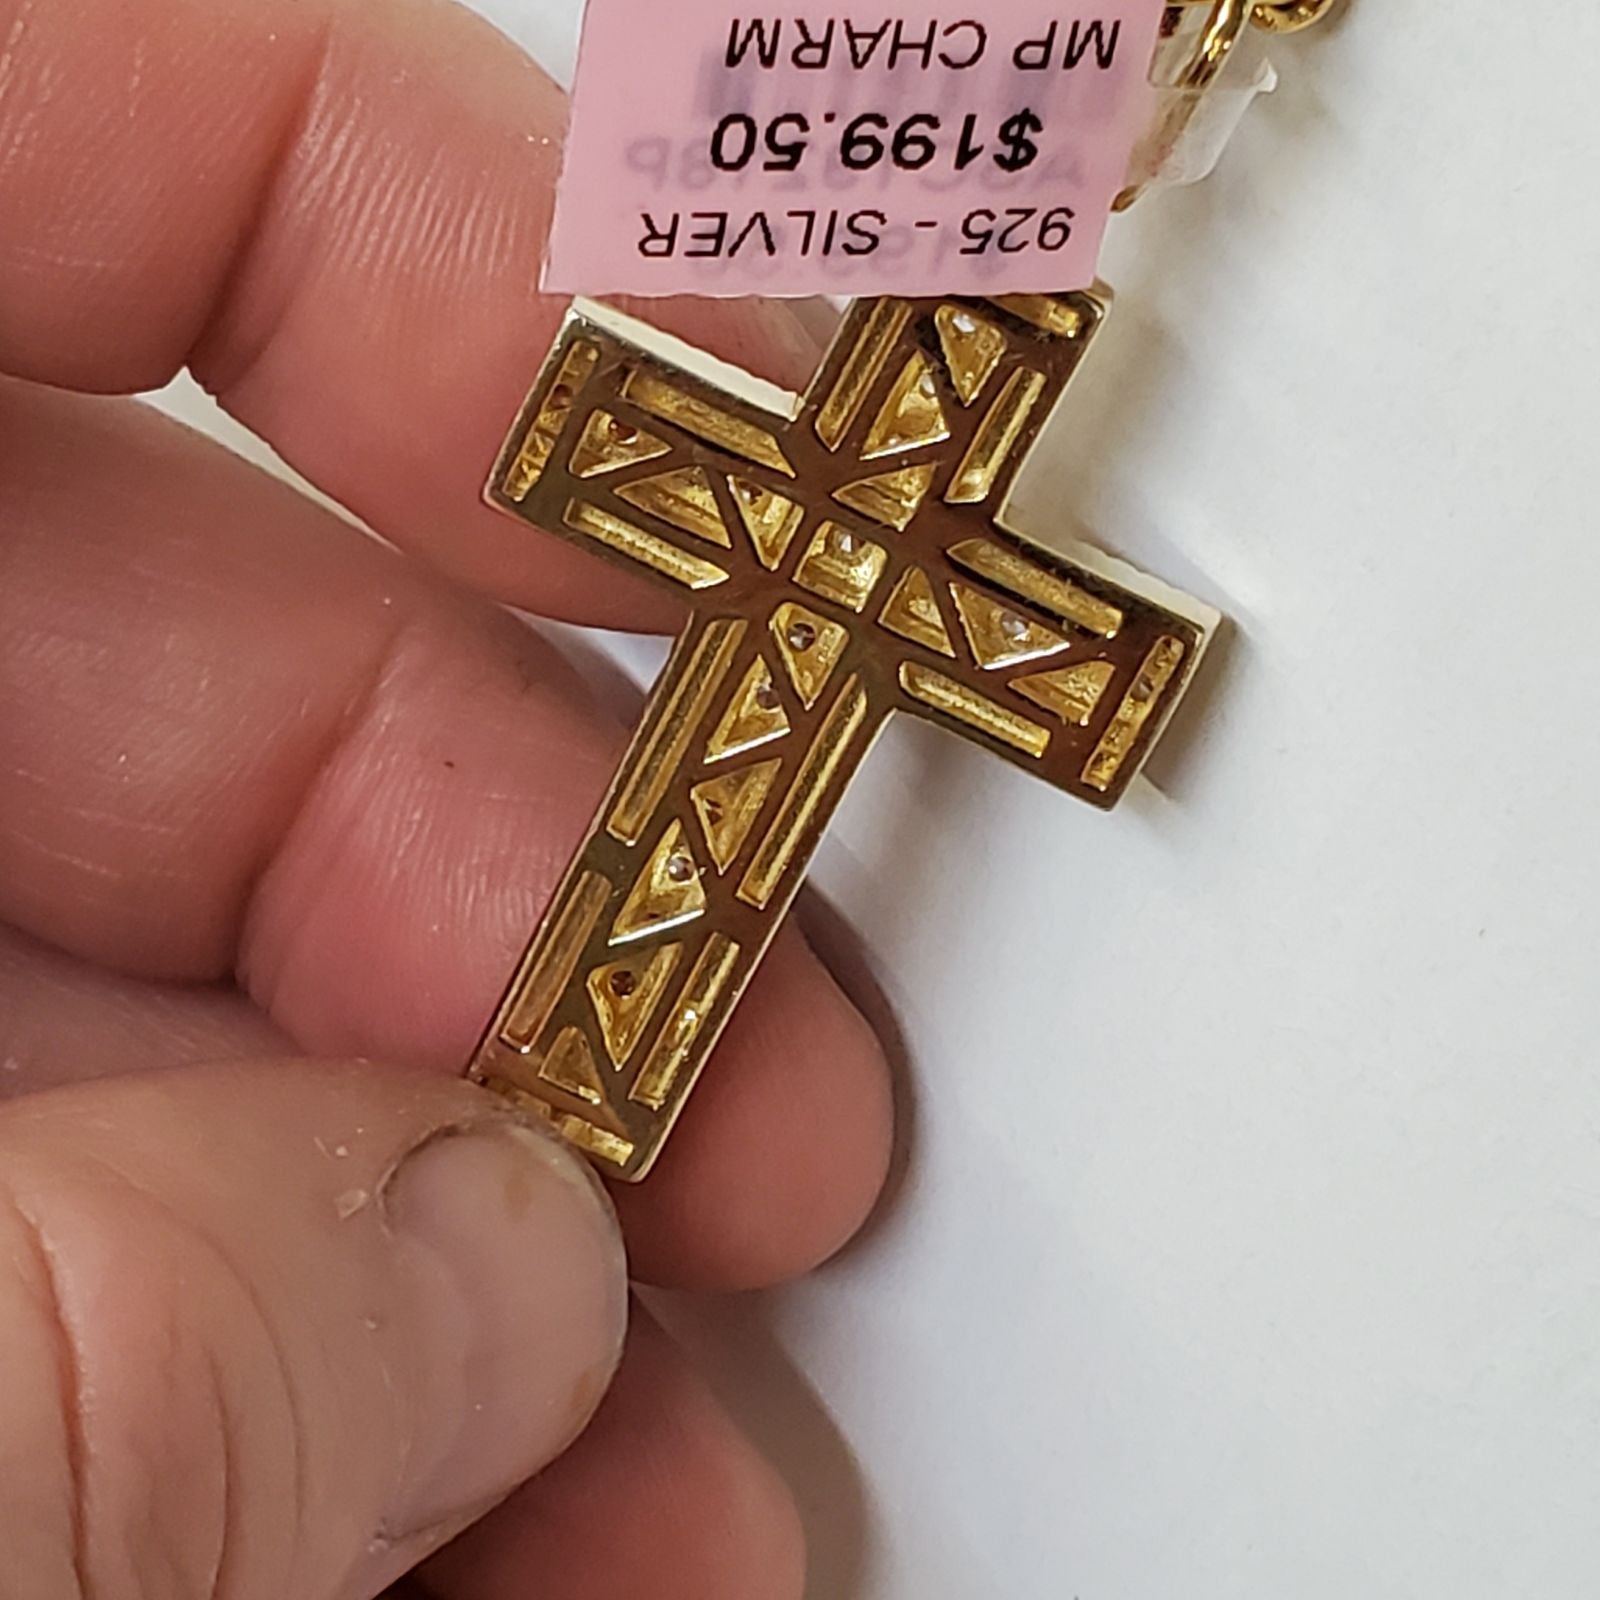 925 - SILVER
$199.50
MP CHARM